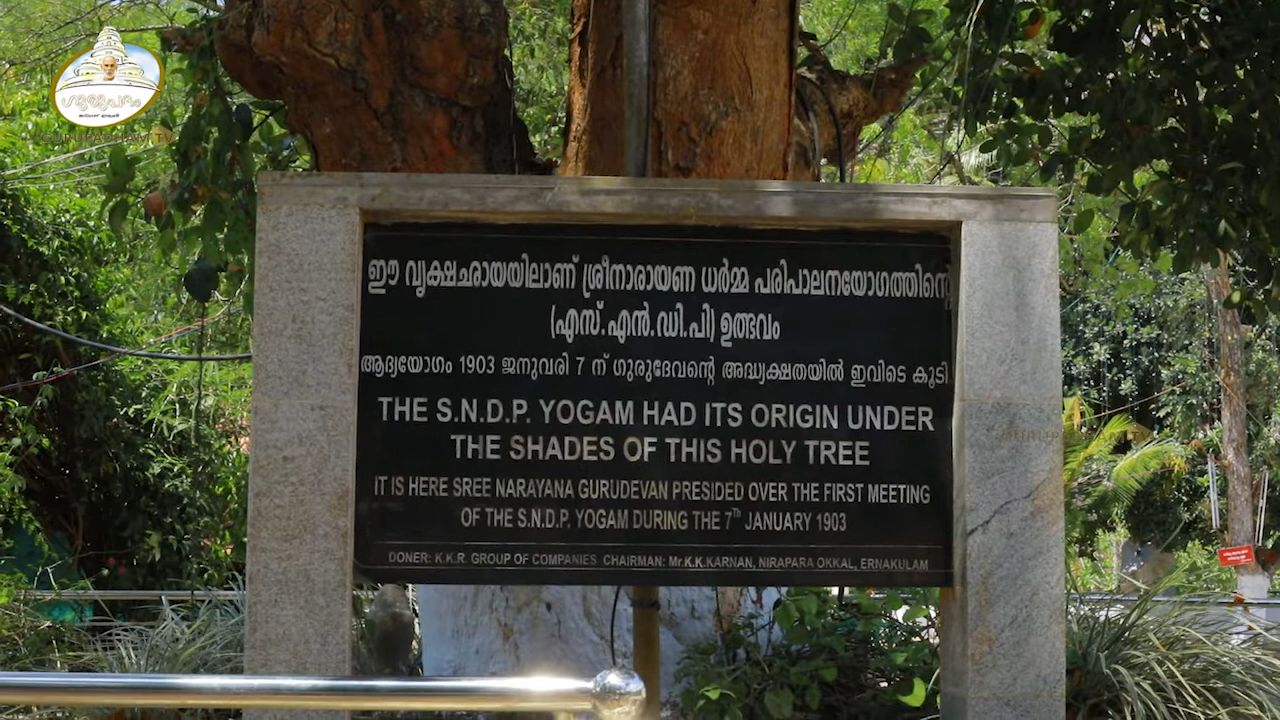 ഗുരുപദം
GURUPADHAM TV
ഈ വൃക്ഷഛായയിലാണ് ശ്രീനാരായണ ധർമ്മ പരിപാലനയോഗത്തിന്റെ
(എസ്.എൻ.ഡി.പി) ഉത്ഭവം
ആദ്യയോഗം 1903 ജനുവരി 7 ന് ഗുരുദേവന്റെ അദ്ധ്യക്ഷതയിൽ ഇവിടെ കൂടി
THE S.N.D.P. YOGAM HAD ITS ORIGIN UNDER
THE SHADES OF THIS HOLY TREE
IT IS HERE SREE NARAYANA GURUDEVAN PRESIDED OVER THE FIRST MEETING
OF THE S.N.D.P. YOGAM DURING THE 7Th JANUARY 1903
DONER: K.K.R. GROUP OF COMPANIES CHAIRMAN: Mr.K.K.KARNAN, NIRAPARA OKKAL, ERNAKULAM